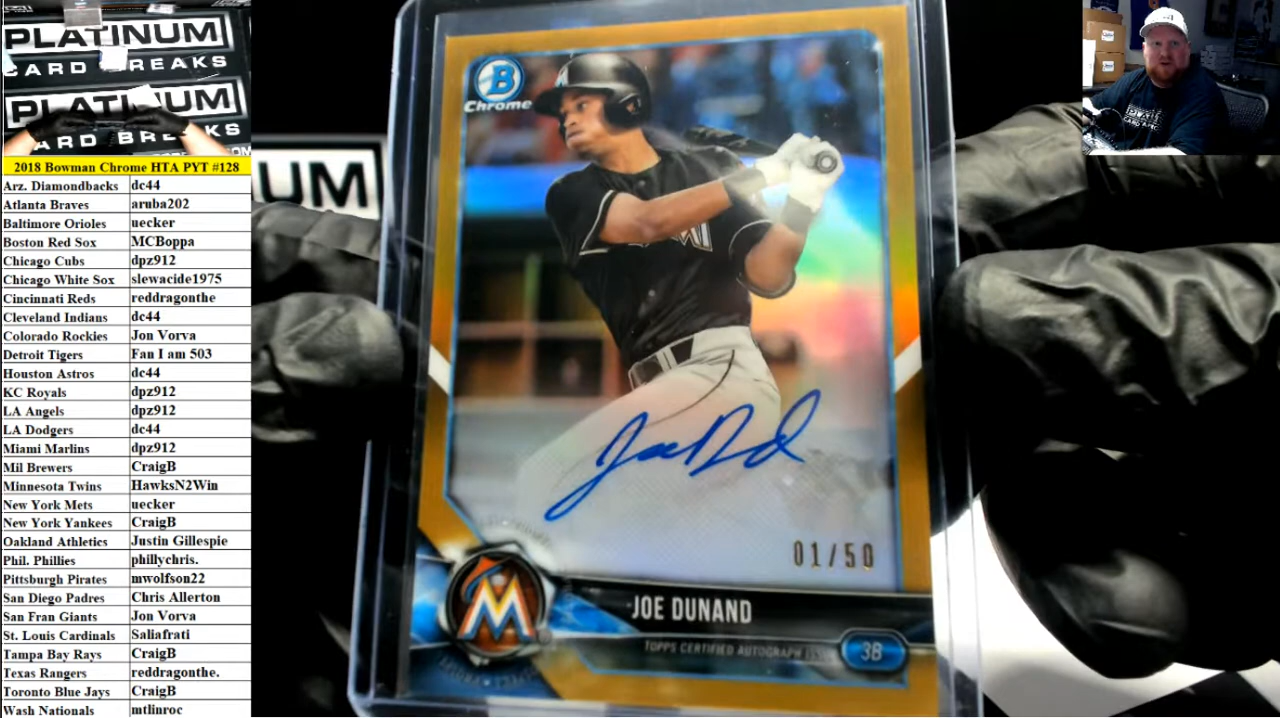 PLATINUM
CARD BREAKS
PLATINUM
CARD BREAKS
2018 Bowman Chrome HTA PYT #128
Arz. Diamondbacks dc44
Atlanta Braves aruba202
Baltimore Orioles uecker
Boston Red Sox MCBoppa
Chicago Cubs dpz912
Chicago White Sox slewacide1975
Cincinnati Reds reddragonthe
Cleveland Indians dc44
Colorado Rockies Jon Vorva
Detroit Tigers Fan I am 503
Houston Astros dc44
KC Royals dpz912
LA Angels dpz912
LA Dodgers dc44
Miami Marlins dpz912
Mil Brewers CraigB
Minnesota Twins HawksN2Win
New York Mets uecker
New York Yankees CraigB
Oakland Athletics Justin Gillespie
Phil. Phillies phillychris.
Pittsburgh Pirates mwolfson22
San Diego Padres Chris Allerton
San Fran Giants Jon Vorva
St. Louis Cardinals Saliafrati
Tampa Bay Rays CraigB
Texas Rangers reddragonthe.
Toronto Blue Jays CraigB
Wash Nationals mtlinroc
UM
B
Chrome
Joe Dunand
01/50
M
JOE DUNAND
TOPPS CERTIFIED AUTOGRAPH ISSUE
3B